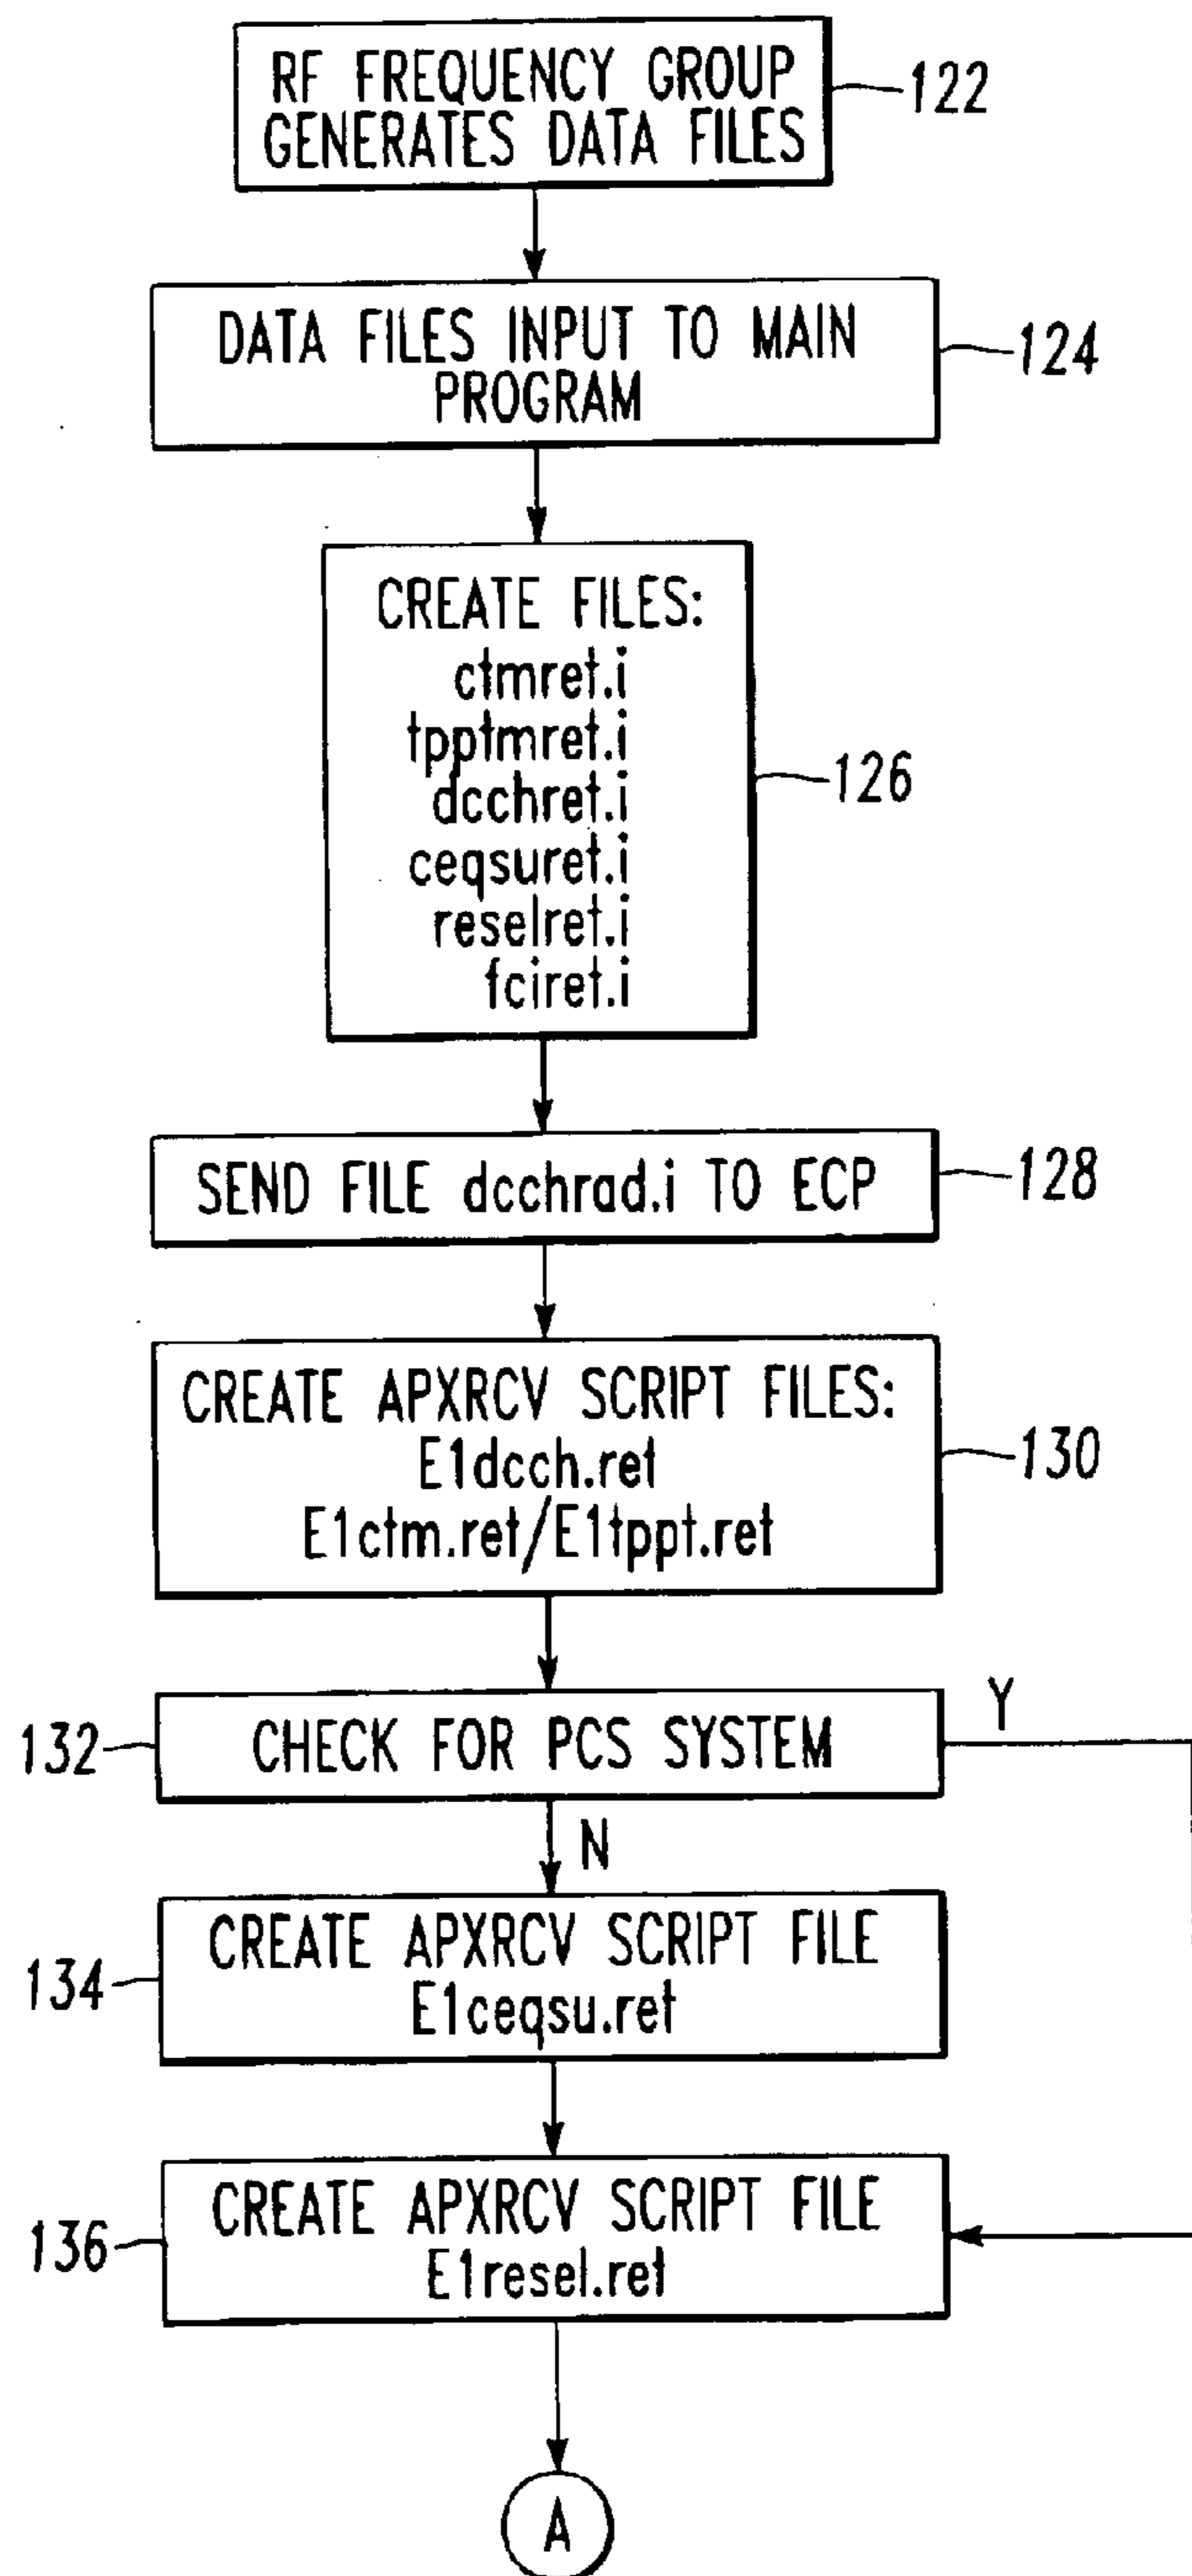 RF FREQUENCY GROUP
GENERATES DATA FILES
122
DATA FILES INPUT TO MAIN
PROGRAM
124
CREATE FILES:
ctmret.i
tpptmret.i
dcchret.i
ceqsuret.i
reselret.i
fciret.i
126
SEND FILE dcchrad.i TO ECP
128
CREATE APXRCV SCRIPT FILES:
E1dcch.ret
E1ctm.ret/E1tppt.ret
130
132
CHECK FOR PCS SYSTEM
Y
N
134
CREATE APXRCV SCRIPT FILE
E1ceqsu.ret
136
CREATE APXRCV SCRIPT FILE
E1resel.ret
A